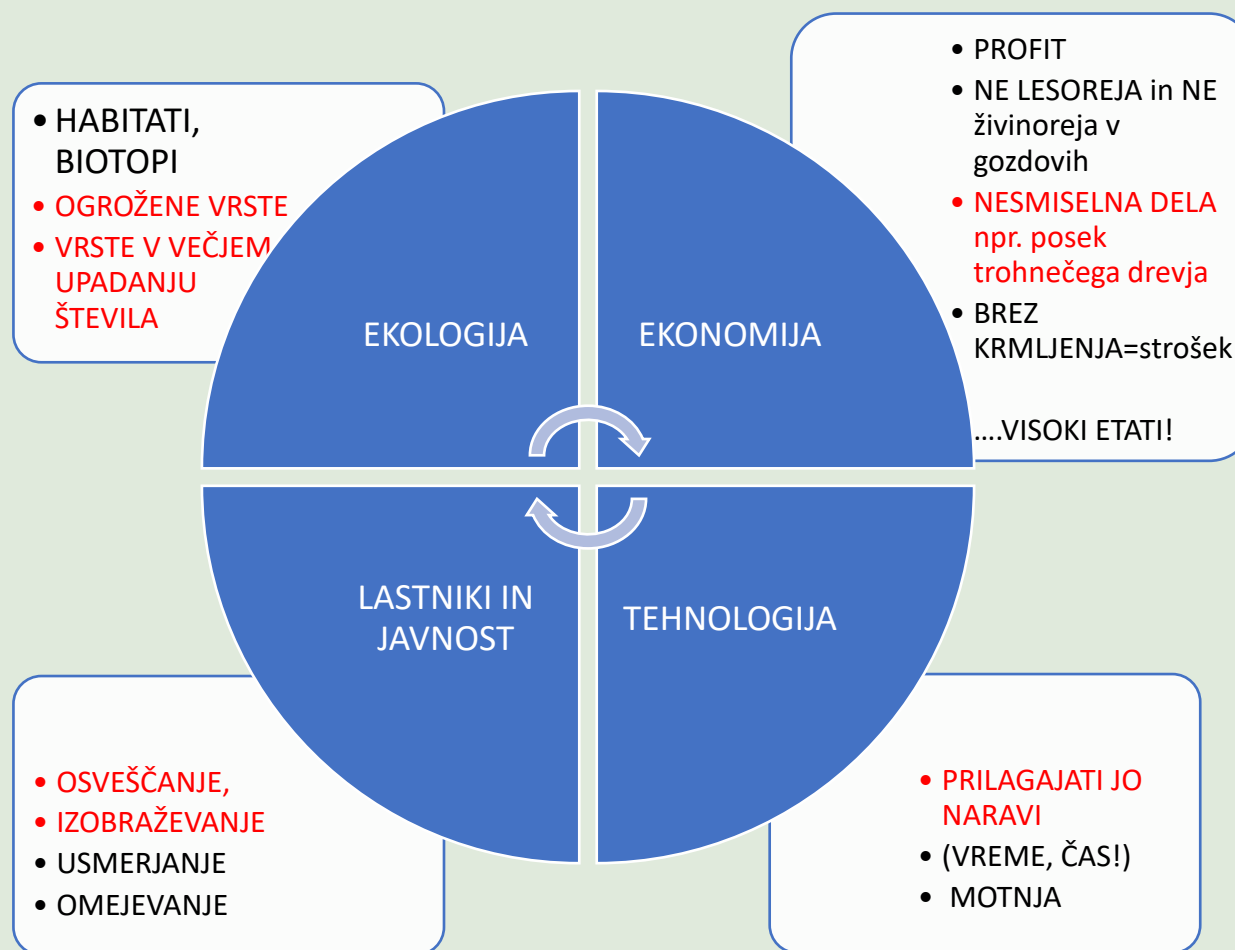 • HABITATI,
BIOTOPI
• OGROŽENE VRSTE
• VRSTE V VEČJEM
UPADANJU
ŠTEVILA
• PROFIT
• NE LESOREJA in NE
živinoreja v
gozdovih
• NESMISELNA DELA
npr. posek
trohnečega drevja
• BREZ
KRMLJENJA=strošek
....VISOKI ETATI!
EKOLOGIJA
EKONOMIJA
LASTNIKI IN
JAVNOST
TEHNOLOGIJA
• OSVEŠČANJE,
• IZOBRAŽEVANJE
• USMERJANJE
• OMEJEVANJE
• PRILAGAJATI JO
NARAVI
• (VREME, ČAS!)
• MOTNJA